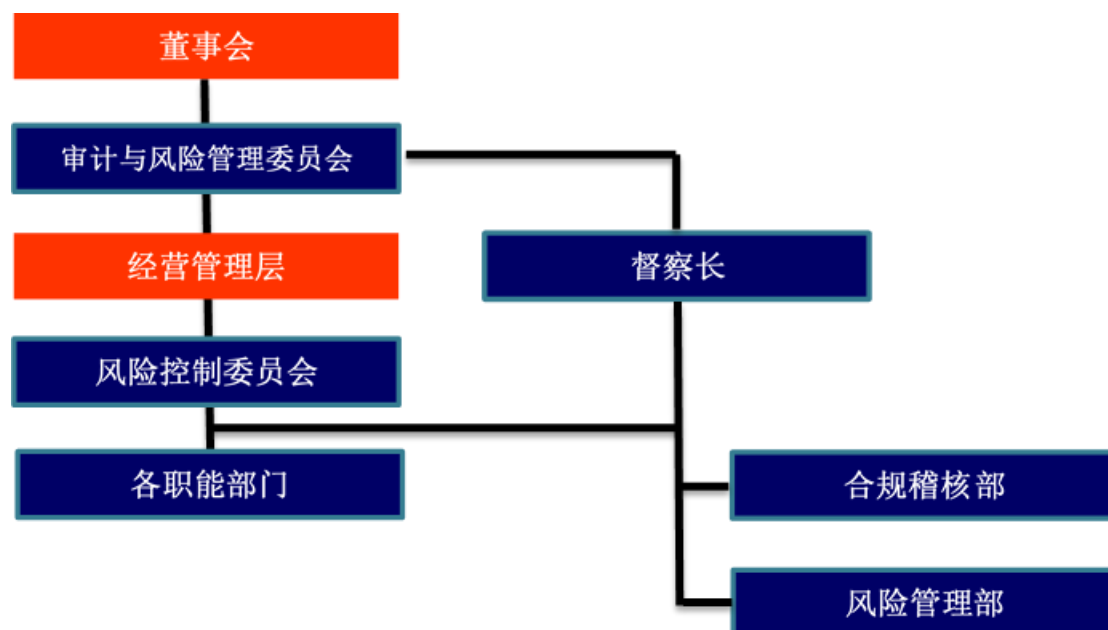 董事会
审计与风险管理委员会
经营管理层
督察长
风险控制委员会
各职能部门
合规稽核部
风险管理部